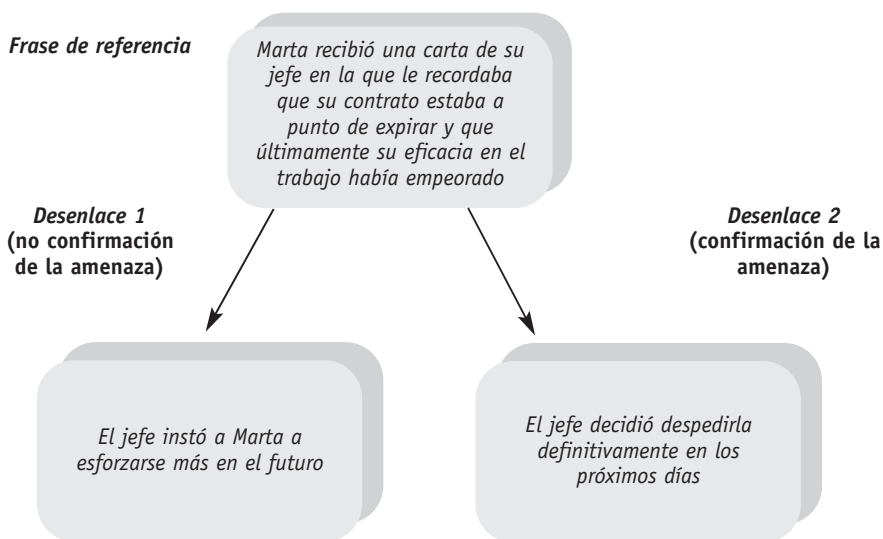 Frase de referencia
Marta recibió una carta de su
jefe en la que le recordaba
que su contrato estaba a
punto de expirar y que
últimamente su eficacia en el
trabajo había empeorado
Desenlace 1
(no confirmación
de la amenaza)
Desenlace 2
(confirmación de la
amenaza)
El jefe instó a Marta a
esforzarse más en el futuro
El jefe decidió despedirla
definitivamente en los
próximos días